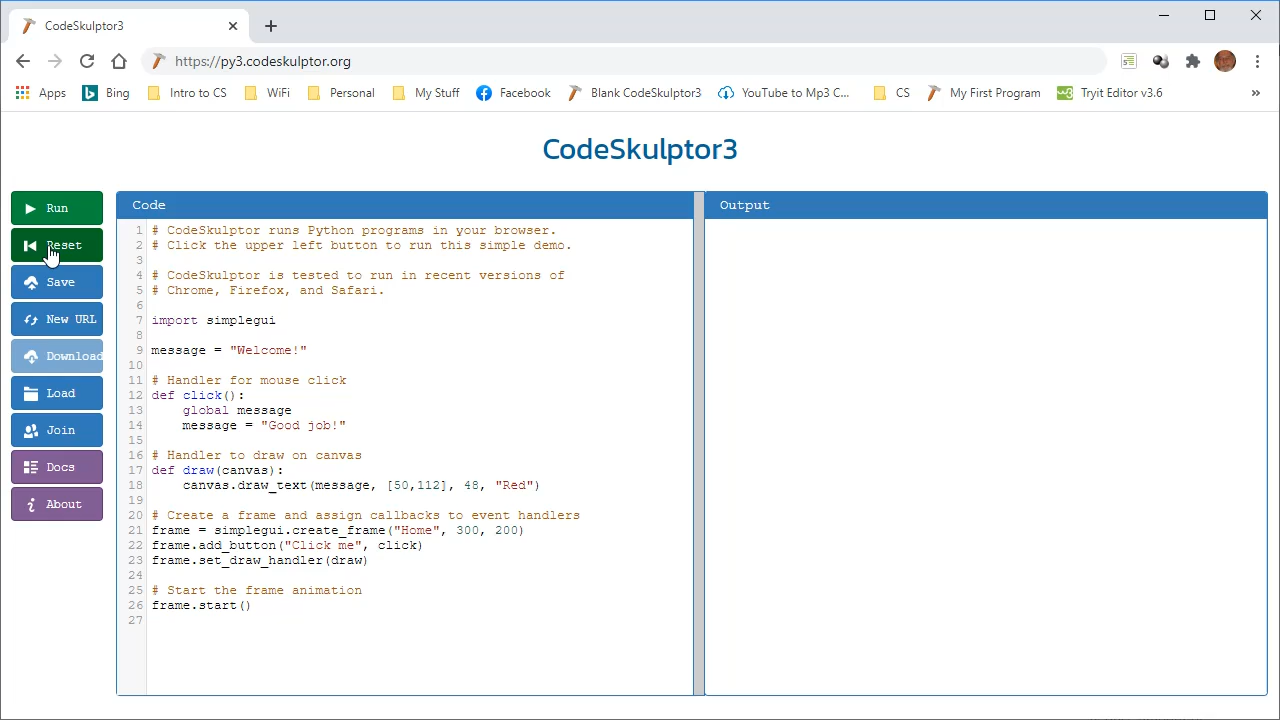 CodeSkulptor3
https://py3.codeskulptor.org
Apps Bing Intro to CS WiFi Personal My Stuff Facebook Blank CodeSkulptor3 YouTube to Mp3 C... CS My First Program Tryit Editor v3.6 »
CodeSkulptor3
Run
Reset
Save
New URL
Download
Load
Join
Docs
About
Code
1 # CodeSkulptor runs Python programs in your browser.
2 # Click the upper left button to run this simple demo.
3
4 # CodeSkulptor is tested to run in recent versions of
5 # Chrome, Firefox, and Safari.
6
7 import simplegui
8
9 message = "Welcome!"
10
11 # Handler for mouse click
12 def click():
13     global message
14     message = "Good job!"
15
16 # Handler to draw on canvas
17 def draw(canvas):
18     canvas.draw_text(message, [50,112], 48, "Red")
19
20 # Create a frame and assign callbacks to event handlers
21 frame = simplegui.create_frame("Home", 300, 200)
22 frame.add_button("Click me", click)
23 frame.set_draw_handler(draw)
24
25 # Start the frame animation
26 frame.start()
27
Output